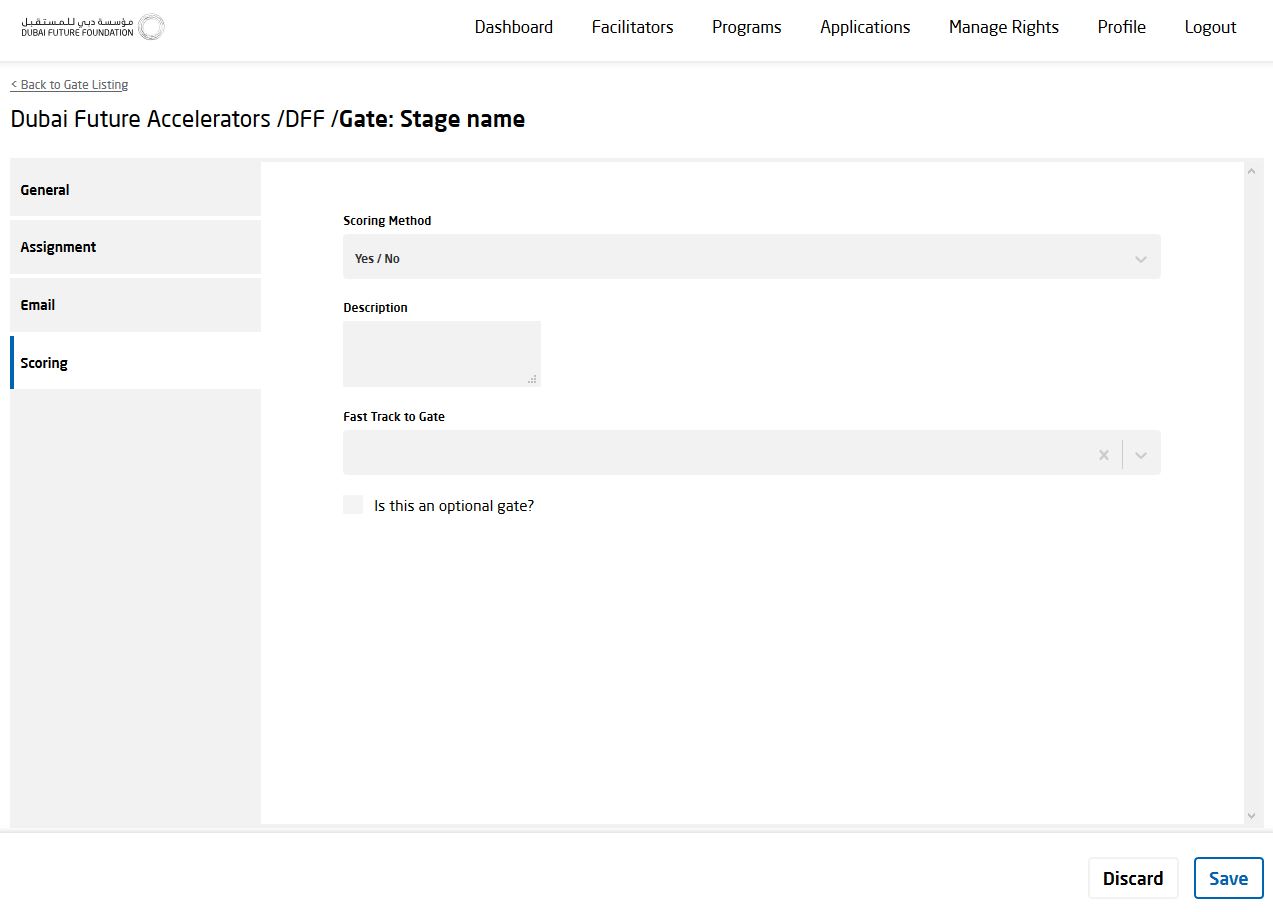 مؤسسة دبي للمستقبل
DUBAI FUTURE FOUNDATION
Dashboard Facilitators Programs Applications Manage Rights Profile Logout
< Back to Gate Listing
Dubai Future Accelerators /DFF /Gate: Stage name
General
Assignment
Email
Scoring
Scoring Method
Yes / No
Description
Fast Track to Gate
Is this an optional gate?
Discard Save